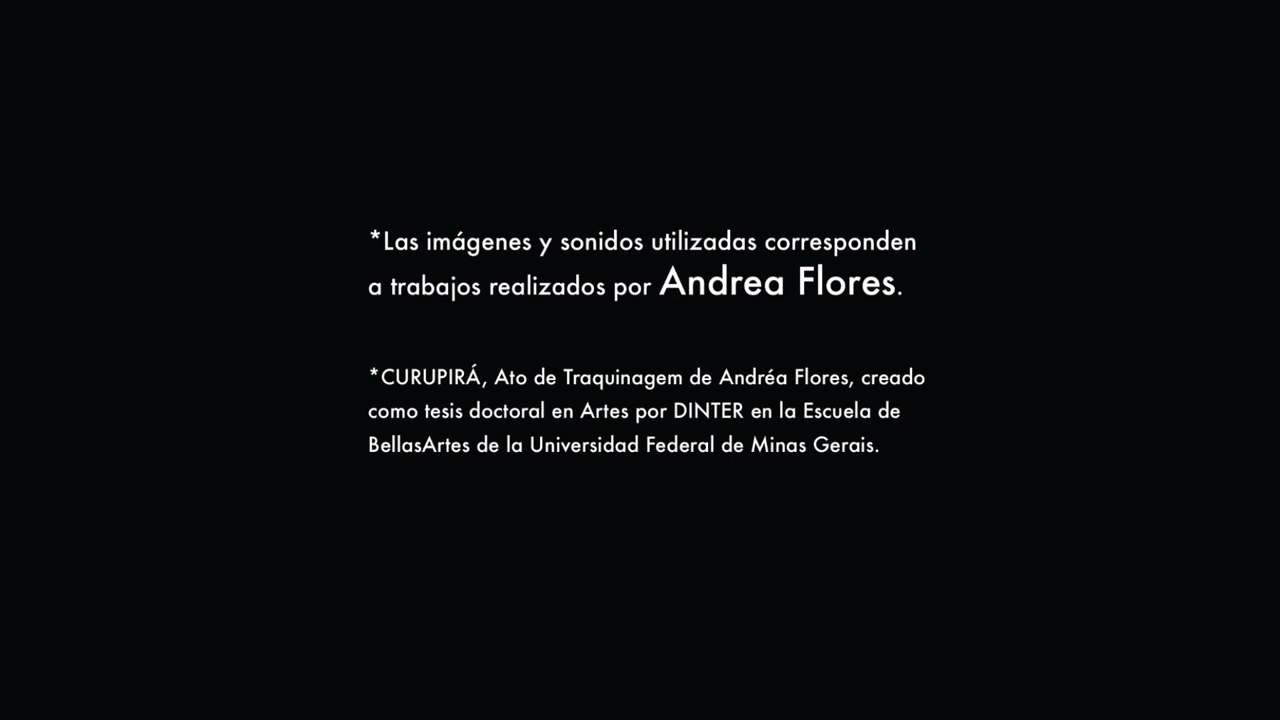 *Las imágenes y sonidos utilizadas corresponden
a trabajos realizados por Andrea Flores.
*CURUPIRÁ, Ato de Traquinagem de Andréa Flores, creado
como tesis doctoral en Artes por DINTER en la Escuela de
BellasArtes de la Universidad Federal de Minas Gerais.